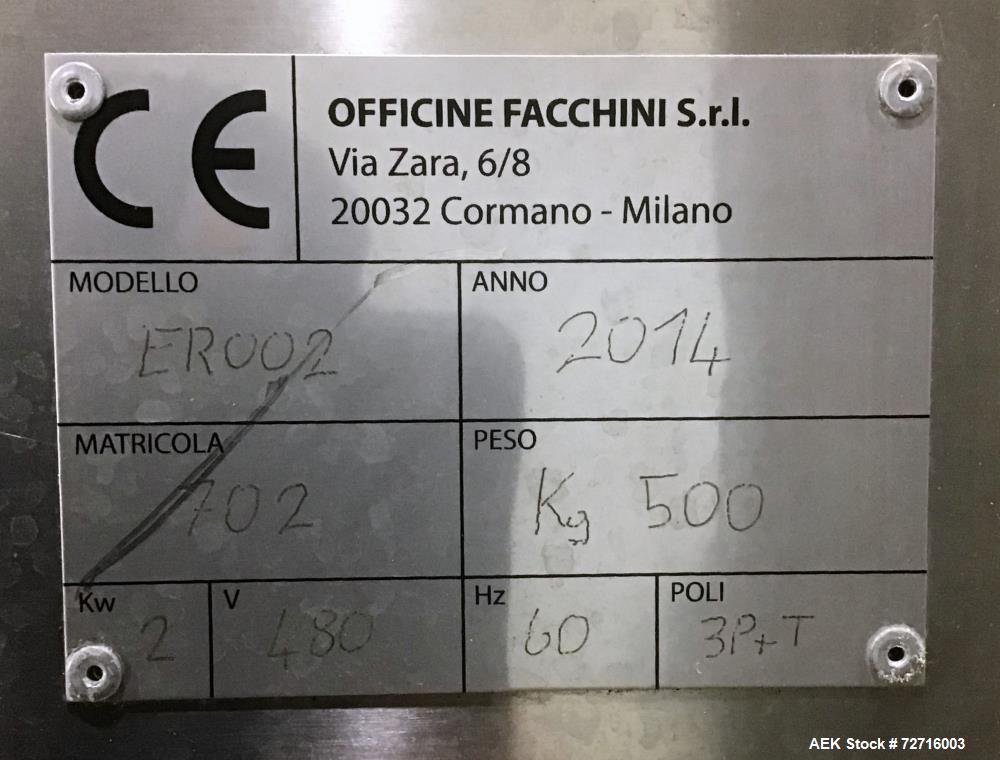 CE
OFFICINE FACCHINI S.r.l.
Via Zara, 6/8
20032 Cormano - Milano
MODELLO
ER002
ANNO
2014
MATRICOLA
702
PESO
Kg 500
Kw
2
V
480
Hz
60
POLI
3P+T
AEK Stock # 72716003